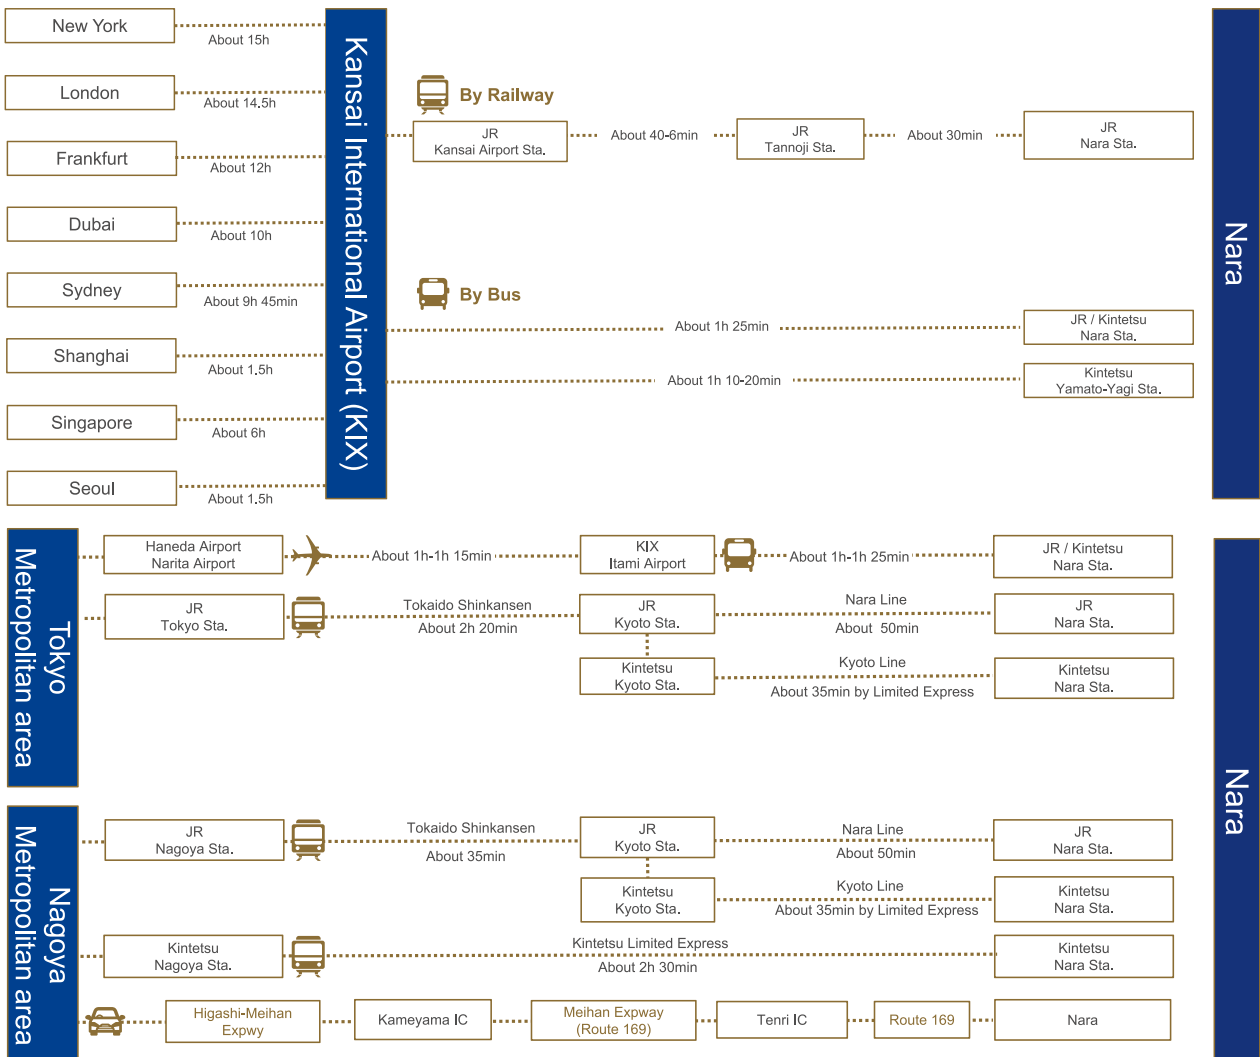 New York
About 15h
London
About 14.5h
Frankfurt
About 12h
Dubai
About 10h
Sydney
About 9h 45min
Shanghai
About 1.5h
Singapore
About 6h
Seoul
About 1.5h
Kansai International Airport (KIX)
By Railway
JR
Kansai Airport Sta.
About 40-6min
JR
Tannoji Sta.
About 30min
JR
Nara Sta.
By Bus
About 1h 25min
JR / Kintetsu
Nara Sta.
About 1h 10-20min
Kintetsu
Yamato-Yagi Sta.
Nara
Tokyo
Metropolitan area
Haneda Airport
Narita Airport
About 1h-1h 15min
KIX
Itami Airport
About 1h-1h 25min
JR / Kintetsu
Nara Sta.
JR
Tokyo Sta.
Tokaido Shinkansen
About 2h 20min
JR
Kyoto Sta.
Nara Line
About 50min
JR
Nara Sta.
Kintetsu
Kyoto Sta.
Kyoto Line
About 35min by Limited Express
Kintetsu
Nara Sta.
Nagoya
Metropolitan area
JR
Nagoya Sta.
Tokaido Shinkansen
About 35min
JR
Kyoto Sta.
Nara Line
About 50min
JR
Nara Sta.
Kintetsu
Kyoto Sta.
Kyoto Line
About 35min by Limited Express
Kintetsu
Nara Sta.
Kintetsu
Nagoya Sta.
Kintetsu Limited Express
About 2h 30min
Kintetsu
Nara Sta.
Higashi-Meihan
Expwy
Kameyama IC
Meihan Expway
(Route 169)
Tenri IC
Route 169
Nara
Nara